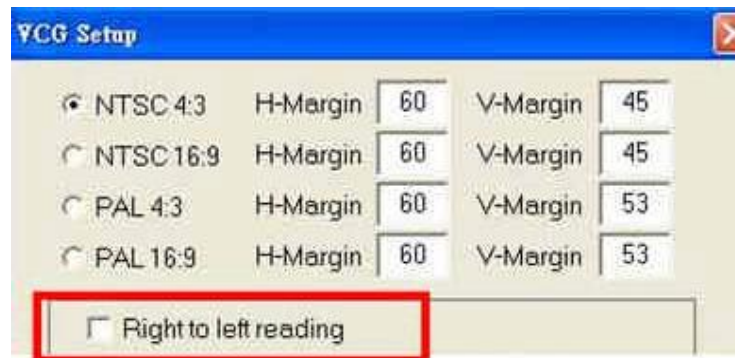 VCG Setup
NTSC 4:3 H-Margin 60 V-Margin 45
NTSC 16:9 H-Margin 60 V-Margin 45
PAL 4:3 H-Margin 60 V-Margin 53
PAL 16:9 H-Margin 60 V-Margin 53
Right to left reading